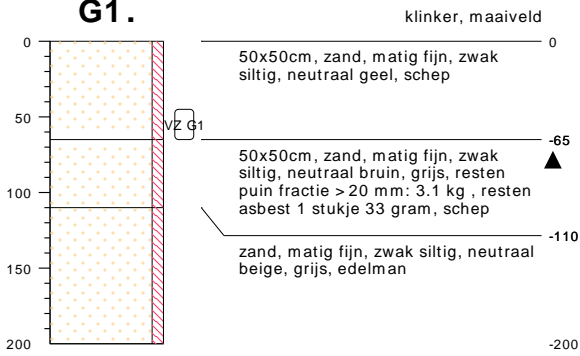 G1.
klinker, maaiveld
0
0
50x50cm, zand, matig fijn, zwak
siltig, neutraal geel, schep
50
VZ G1
-65
50x50cm, zand, matig fijn, zwak
siltig, neutraal bruin, grijs, resten
puin fractie > 20 mm: 3.1 kg , resten
asbest 1 stukje 33 gram, schep
100
-110
zand, matig fijn, zwak siltig, neutraal
beige, grijs, edelman
150
200
-200